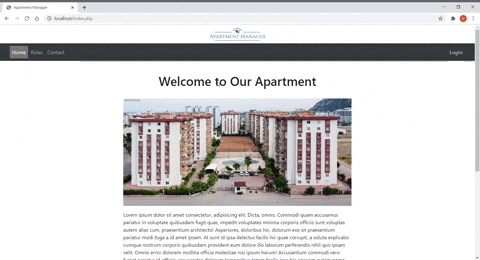 Apartment Manager
localhost/index.php
APARTMENT MANAGER
Home Rules Contact Login
Welcome to Our Apartment
Lorem ipsum dolor sit amet consectetur, adipisicing elit. Dicta, omnis. Commodi quam accusamus
pariatur in voluptate quibusdam fugit quas, impedit voluptates minima corporis officiis sunt voluptas
autem alias cum, praesentium architecto! Asperiores, doloribus hic, dolorum eos sit praesentium
pariatur modi fuga a id amet ipsam. At sunt id ipsa delectus facilis hic quae corrupti, a soluta explicabo
cumque nostrum corporis quibusdam provident eum dolore illo laborum perferendis nihil quo ipsam
velit. Omnis error dolorem mollitia officia molestiae nisi ipsum harum! Accusantium commodi vero